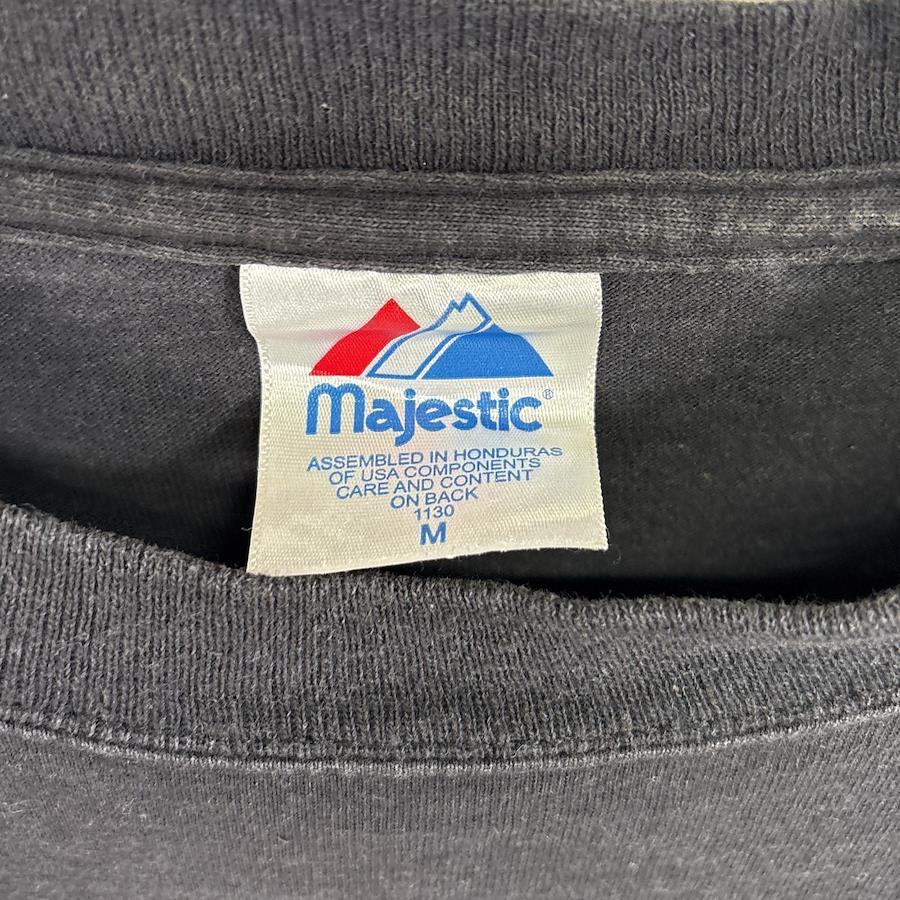 Majestic®
ASSEMBLED IN HONDURAS
OF USA COMPONENTS
CARE AND CONTENT
ON BACK
1130
M